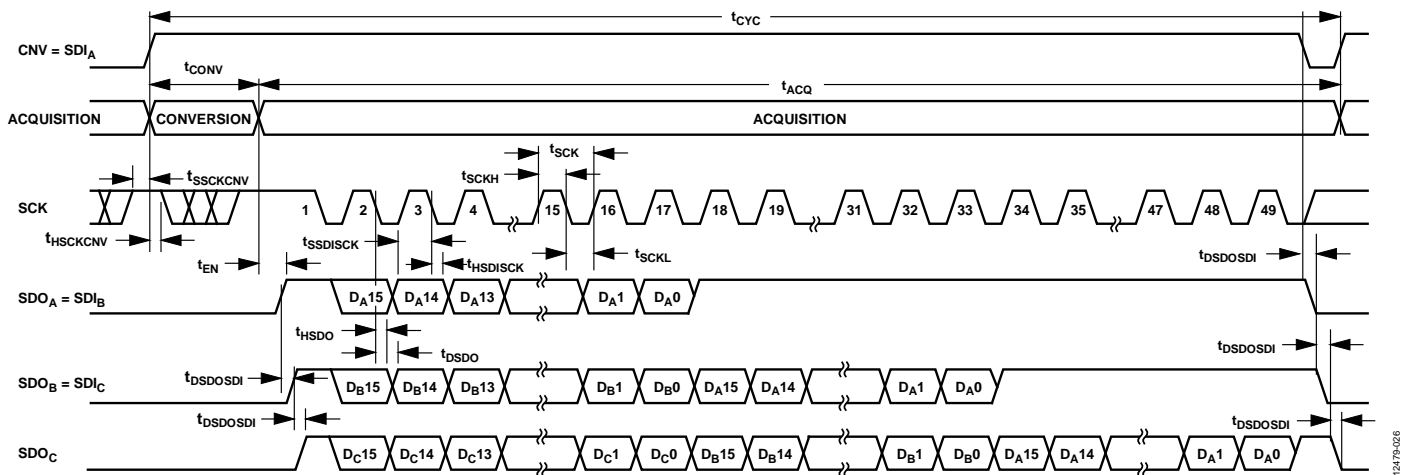 tCYC
CNV = SDIA
tCONV
tACQ
ACQUISITION CONVERSION ACQUISITION
tSCK
tSSCKCNV
tSCKH
SCK
1 2 3 4 15 16 17 18 19 31 32 33 34 35 47 48 49
tHSCKCNV
tSSDISCK
tSCKL
tEN
tHSDISCK
tDSDOSDI
SDOA = SDIB
DA15 DA14 DA13 DA1 DA0
tHSDO
tDSDO
tDSDOSDI
tDSDOSDI
SDOB = SDIC
DB15 DB14 DB13 DB1 DB0 DA15 DA14 DA1 DA0
tDSDOSDI
tDSDOSDI
SDOC
DC15 DC14 DC13 DC1 DC0 DB15 DB14 DB1 DB0 DA15 DA14 DA1 DA0
12479-026